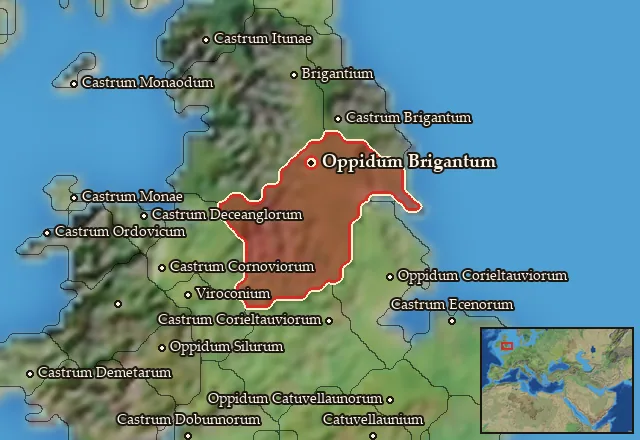 Castrum Itunae
Castrum Monaodum
Brigantium
Castrum Brigantum
Oppidum Brigantum
Castrum Monae
Castrum Deceanglorum
Castrum Ordovicum
Castrum Cornoviorum
Oppidum Corieltauviorum
Viroconium
Castrum Ecenorum
Castrum Corieltauviorum
Oppidum Silurum
Castrum Demetarum
Oppidum Catuvellaunorum
Castrum Dobunnorum
Catuvellaunium